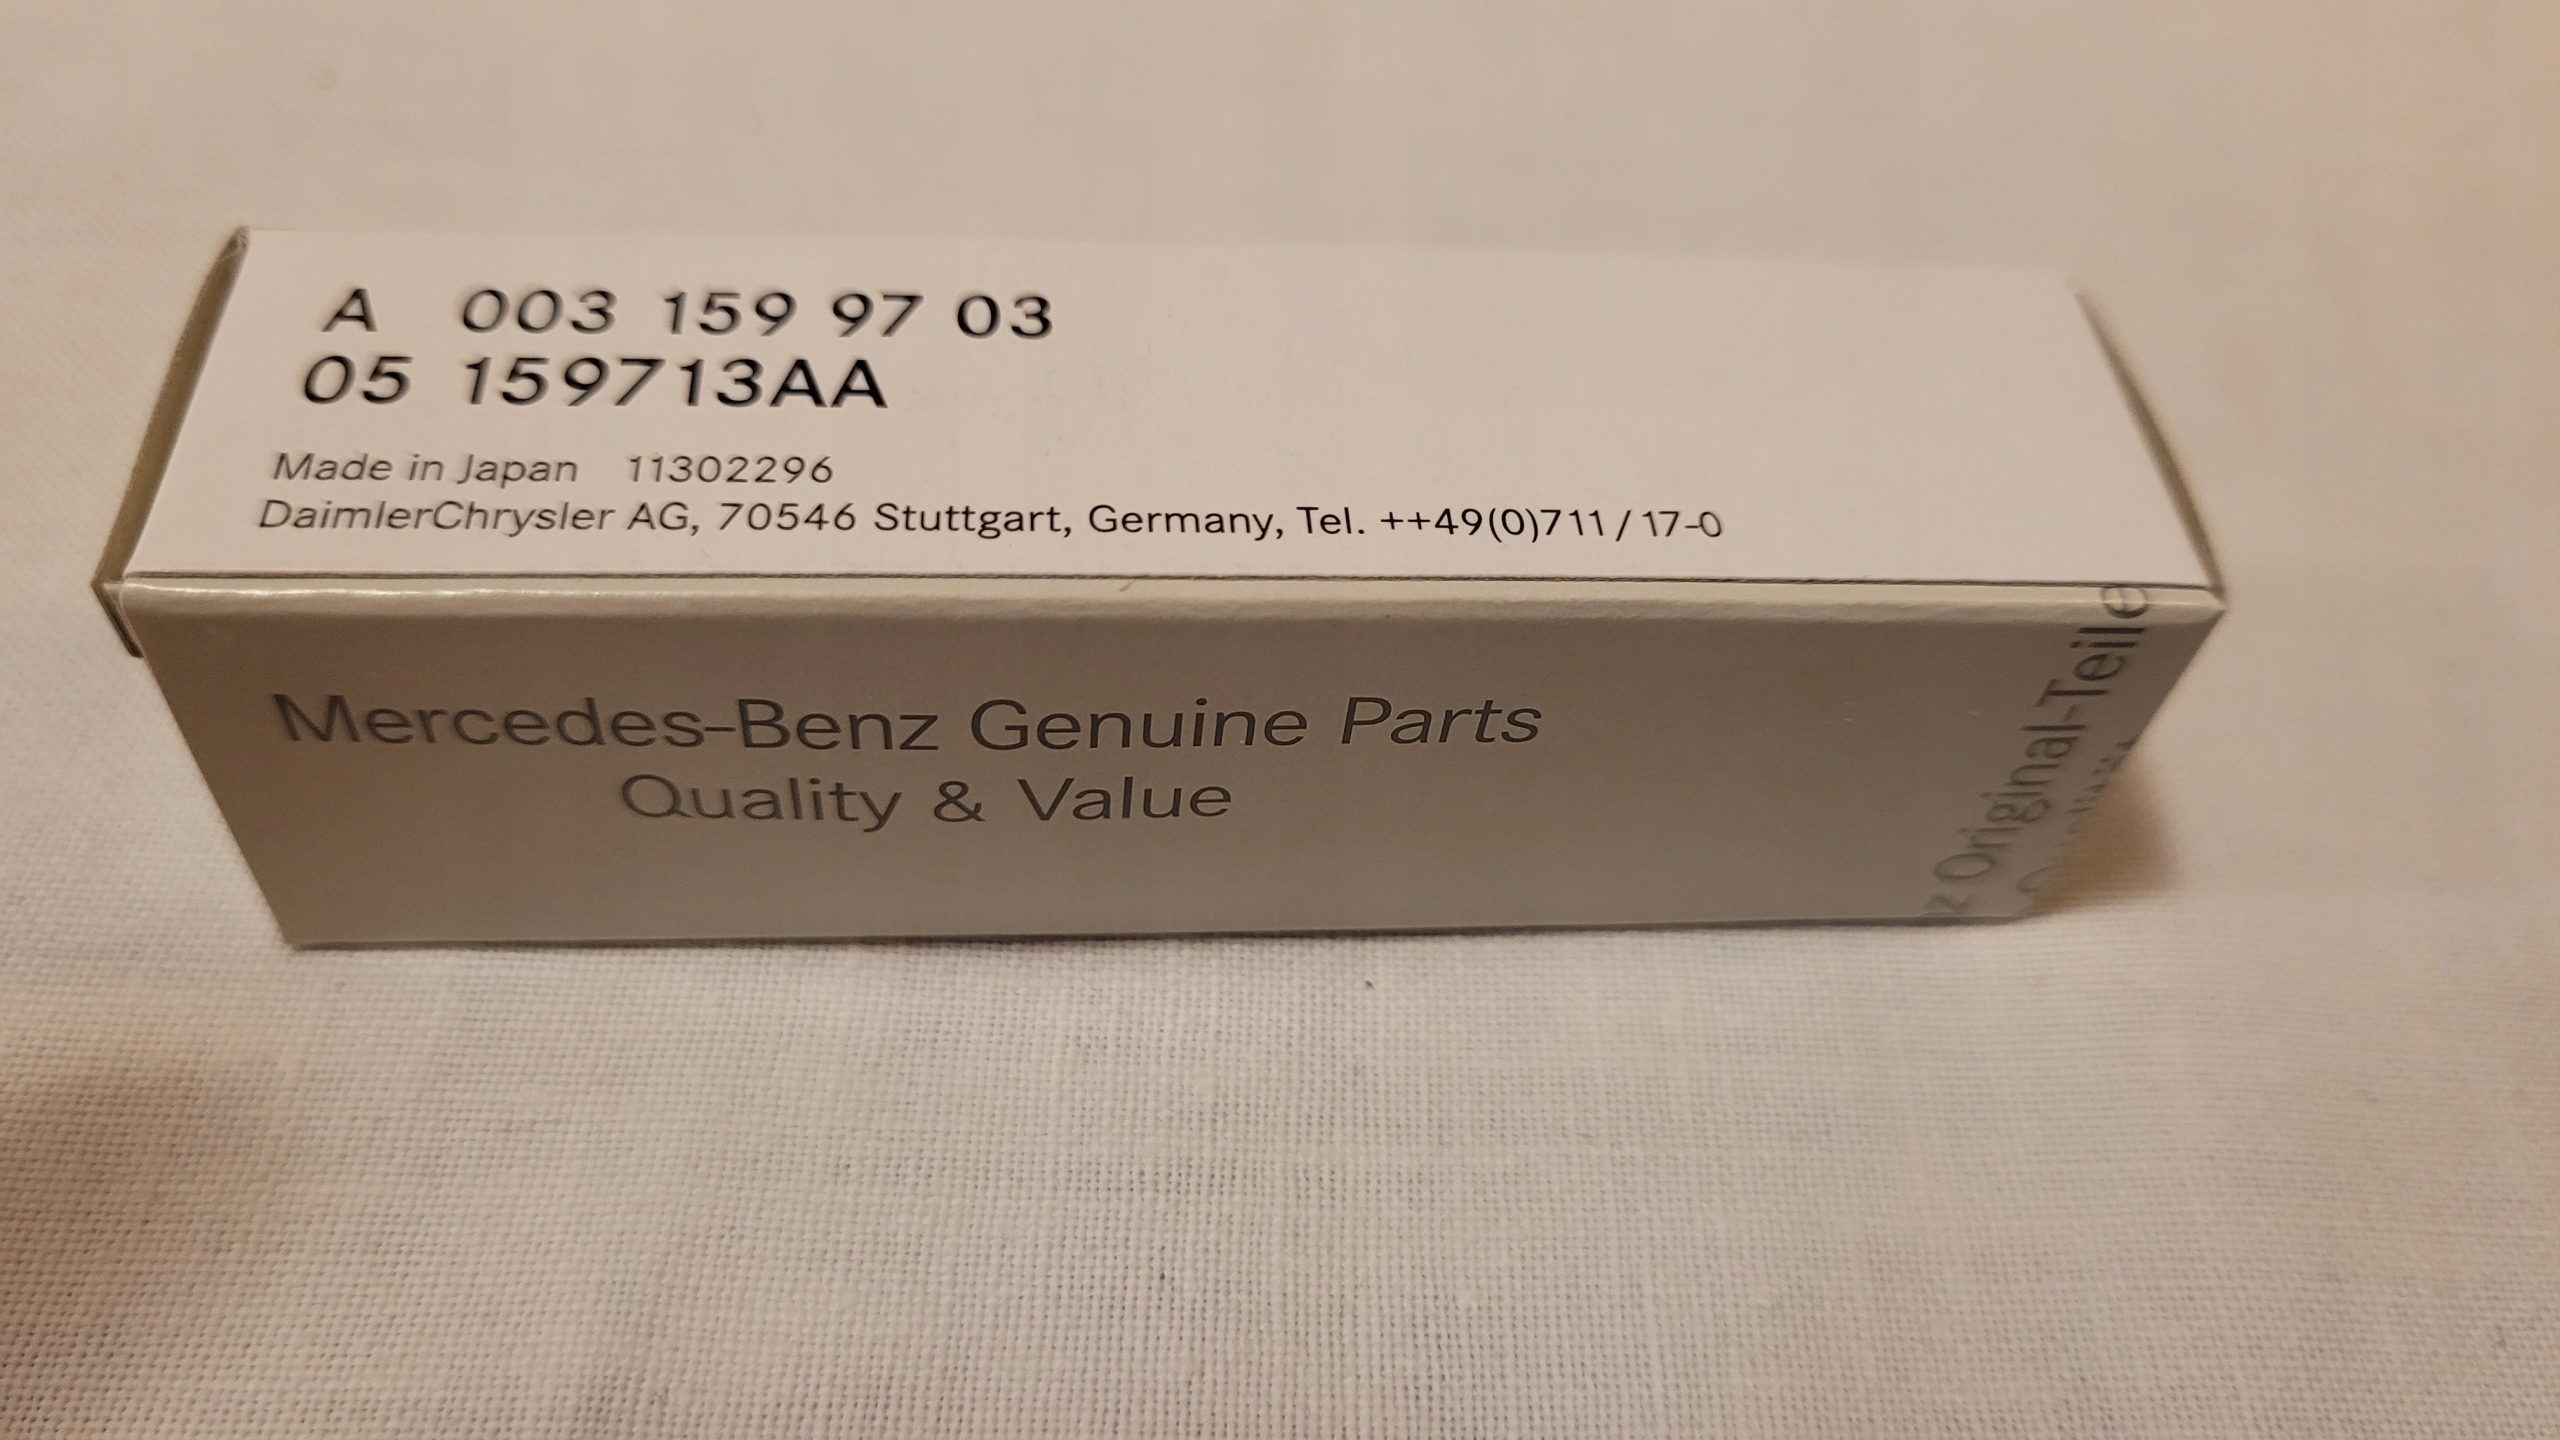 A 003 159 97 03
05 159713AA
Made in Japan 11302296
DaimlerChrysler AG, 70546 Stuttgart, Germany, Tel. ++49(0)711/17-0
Mercedes-Benz Genuine Parts
Quality & Value
z Original-Teile